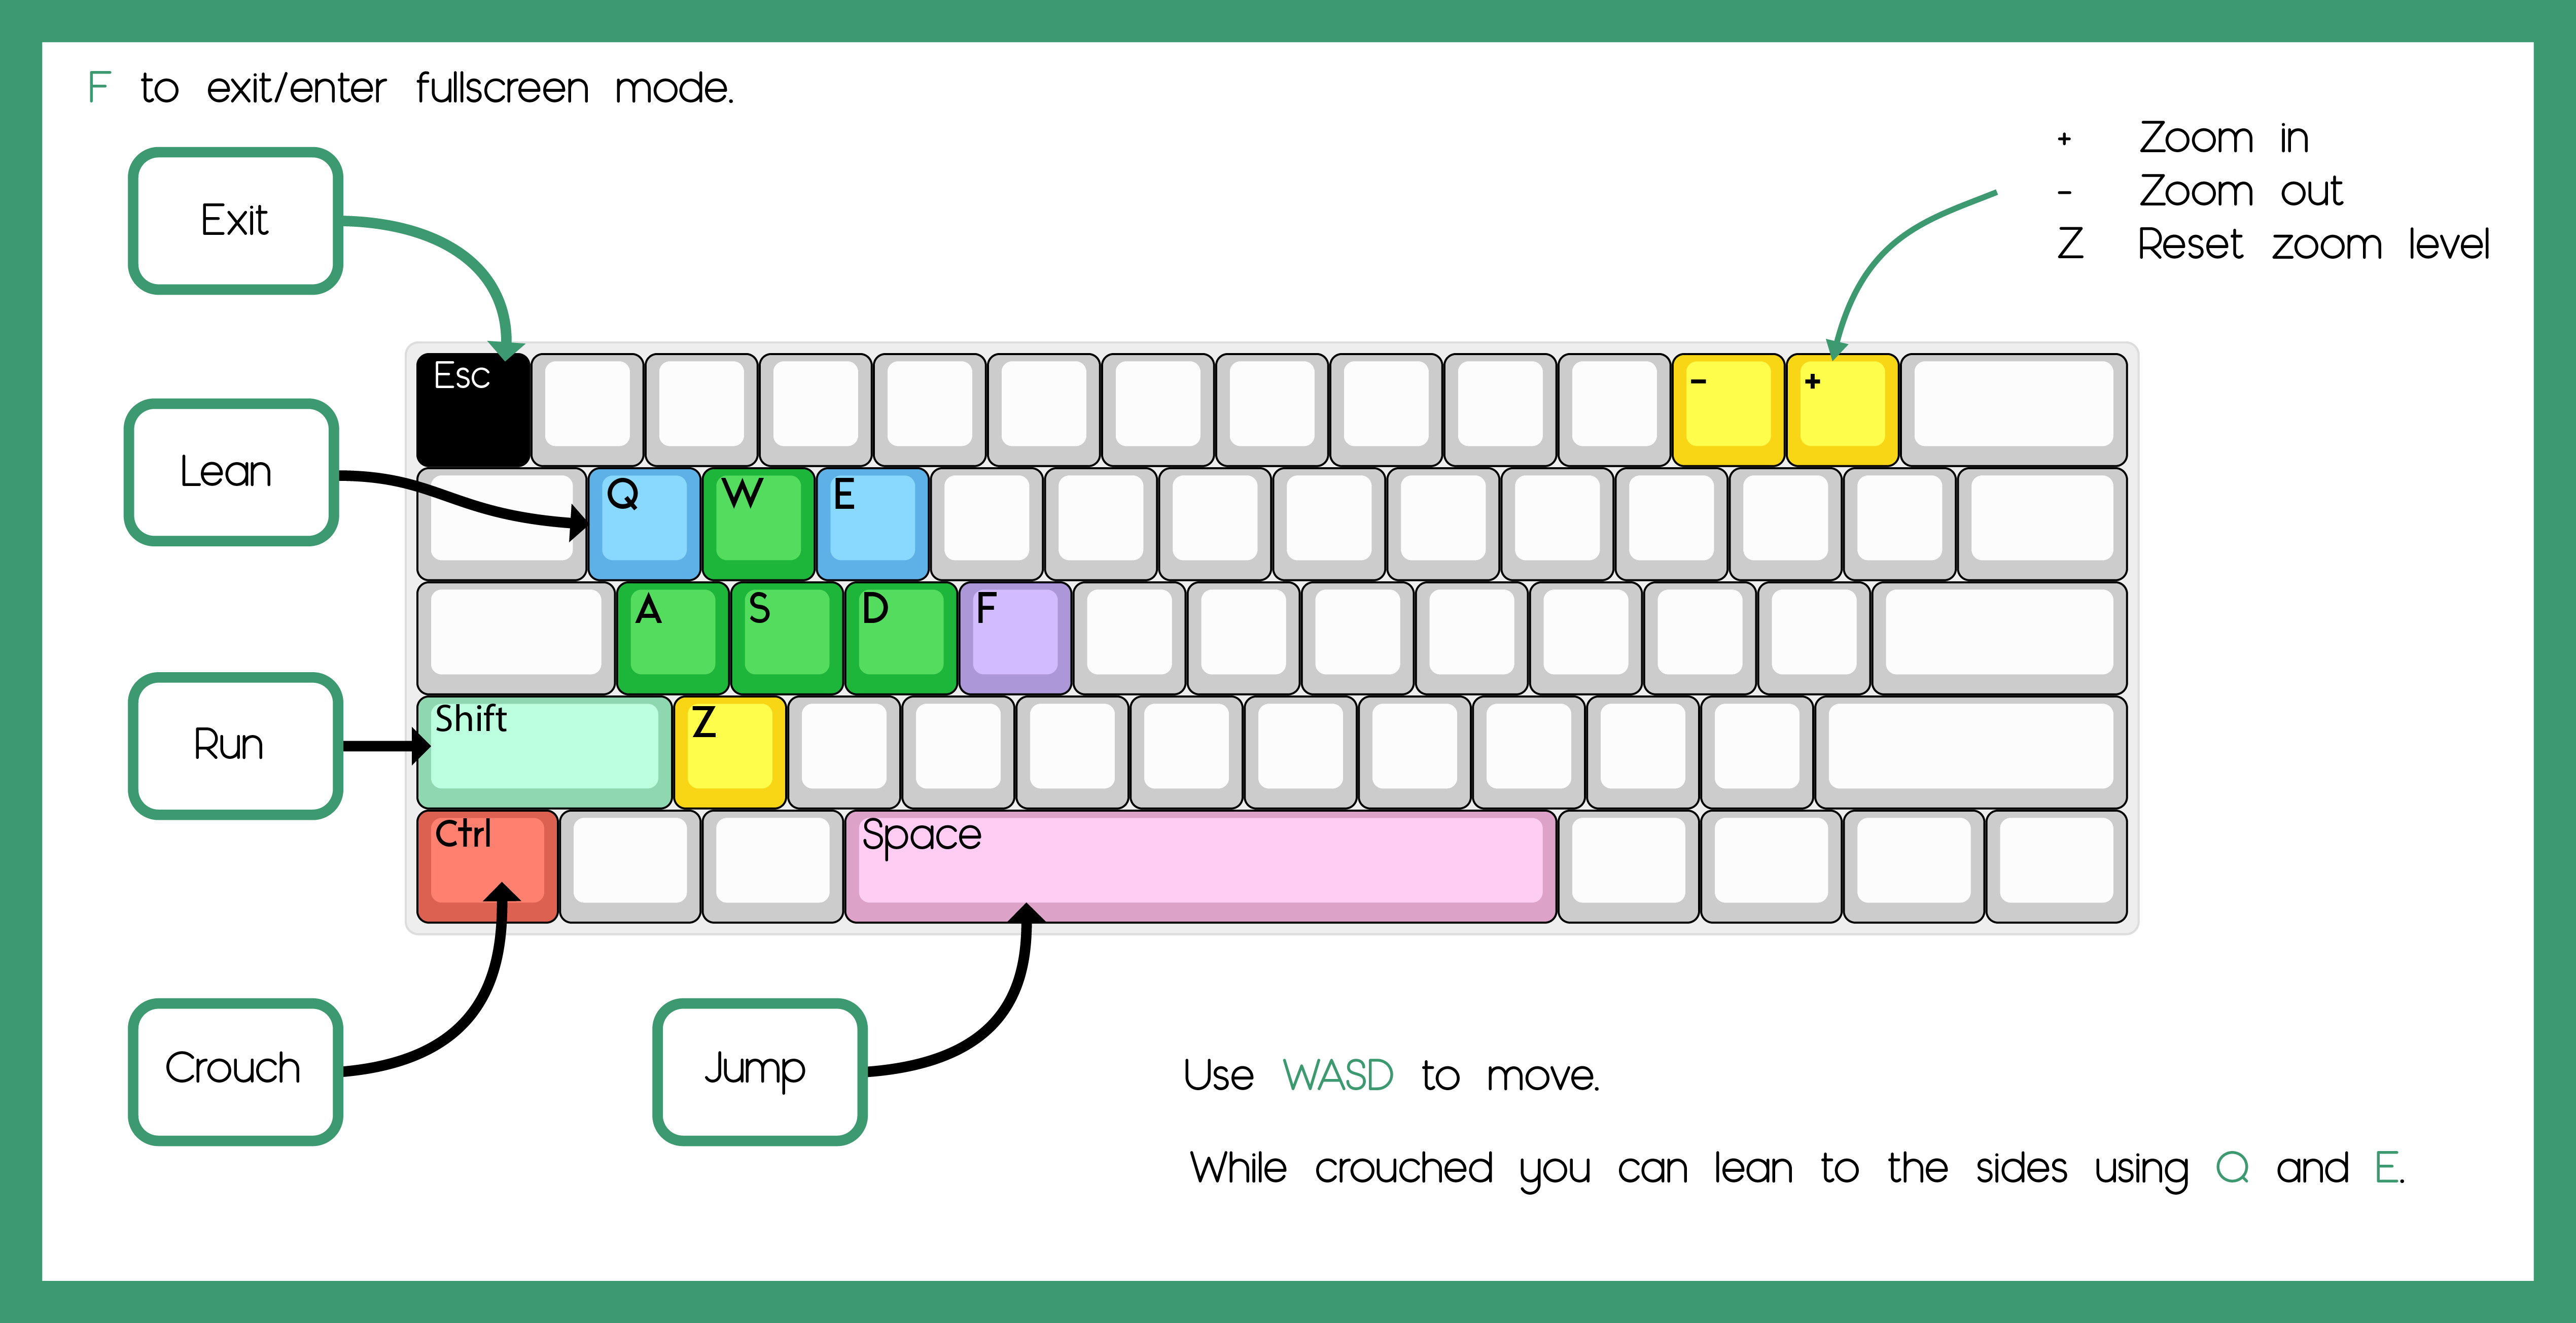 F to exit/enter fullscreen mode.
+ Zoom in
- Zoom out
Z Reset zoom level
Exit
Esc
- +
Lean
Q W E
A S D F
Run
Shift Z
Ctrl Space
Crouch
Jump
Use WASD to move.
While crouched you can lean to the sides using Q and E.